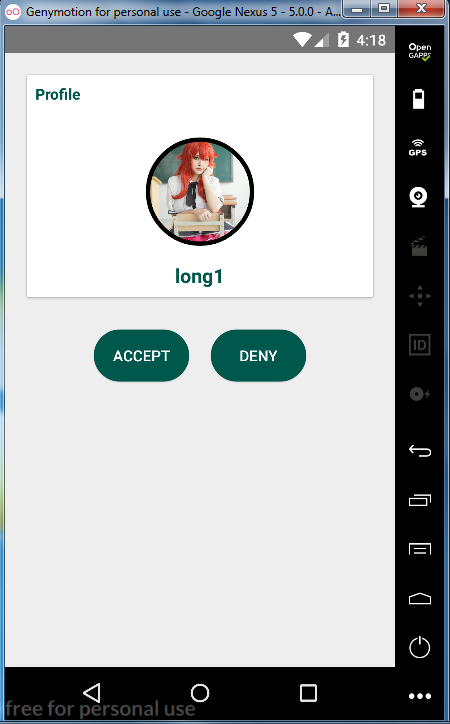 Genymotion for personal use - Google Nexus 5 - 5.0.0 - A...
4:18
Open
GAPPS
Profile
GPS
long1
ACCEPT
DENY
ID
free for personal use